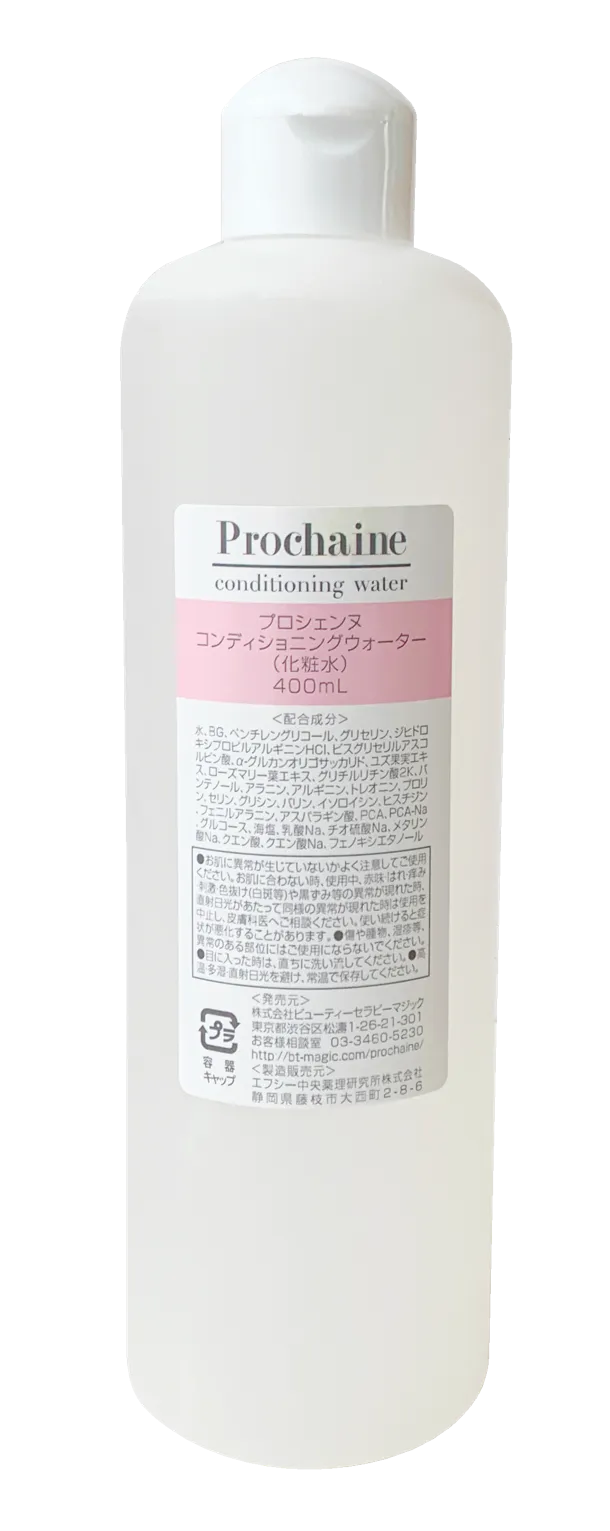 Prochaine
conditioning water
プロシェンヌ
コンディショニングウォーター
（化粧水）
400mL
＜配合成分＞
水、BG、ペンチレングリコール、グリセリン、ジヒドロ
キシプロピルアルギニンHCl、ビスグリセリルアスコ
ルビン酸、α-グルカンオリゴサッカリド、ユズ果実エキ
ス、ローズマリー葉エキス、グリチルリチン酸2K、パ
ンテノール、アラニン、アルギニン、トレオニン、プロリ
ン、セリン、グリシン、バリン、イソロイシン、ヒスチジン
、フェニルアラニン、アスパラギン酸、PCA、PCA-Na
、グルコース、海塩、乳酸Na、チオ硫酸Na、メタリン
酸Na、クエン酸、クエン酸Na、フェノキシエタノール
●お肌に異常が生じていないかよく注意してご使用
ください。お肌に合わない時、使用中、赤味・はれ・痒み
・刺激・色抜け(白斑等)や黒ずみ等の異常が現れた時、
直射日光があたって同様の異常が現れた時は使用を
中止し、皮膚科医へご相談ください。使い続けると症
状が悪化することがあります。●傷や腫物、湿疹等、
異常のある部位にはご使用にならないでください。
●目に入った時は、直ちに洗い流してください。●高
温・多湿・直射日光を避け、常温で保存してください。
＜発売元＞
株式会社ビューティーセラピーマジック
東京都渋谷区松濤1-26-21-301
お客様相談室 03-3460-5230
http://bt-magic.com/prochaine/
＜製造販売元＞
エフシー中央薬理研究所株式会社
静岡県藤枝市大西町2-8-6
プラ
容器
キャップ